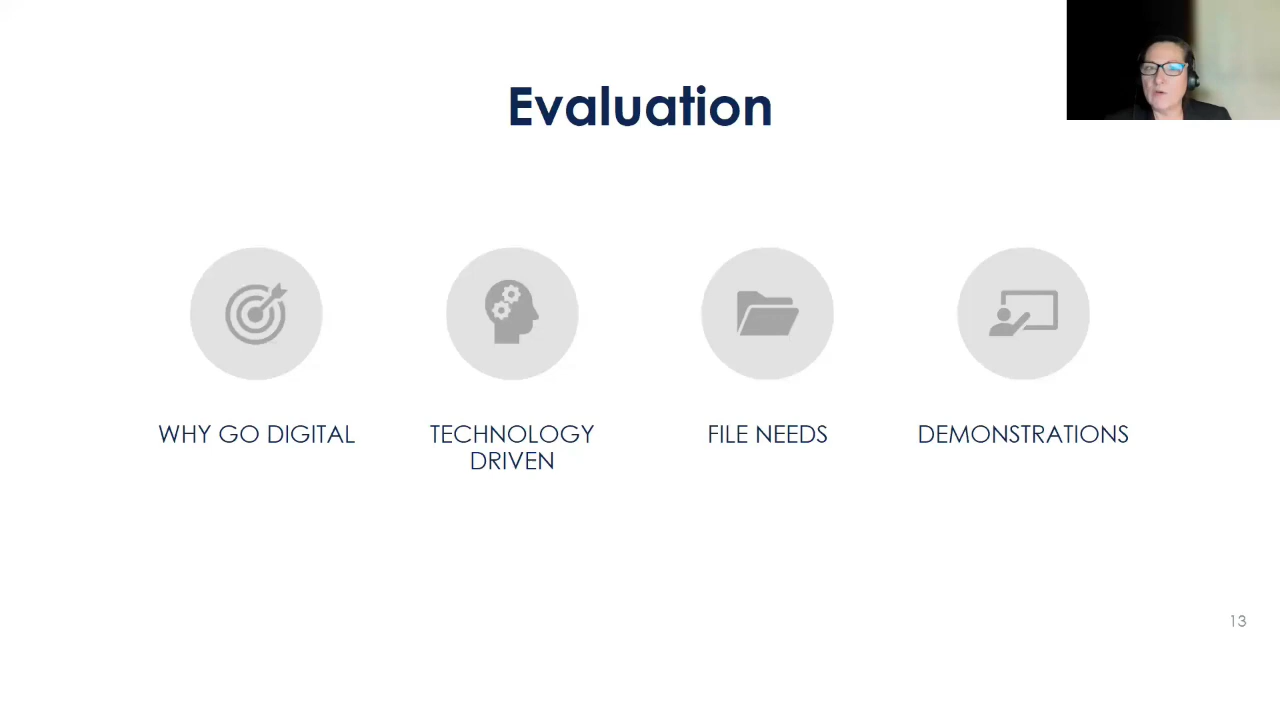 Evaluation
WHY GO DIGITAL
TECHNOLOGY
DRIVEN
FILE NEEDS
DEMONSTRATIONS
13